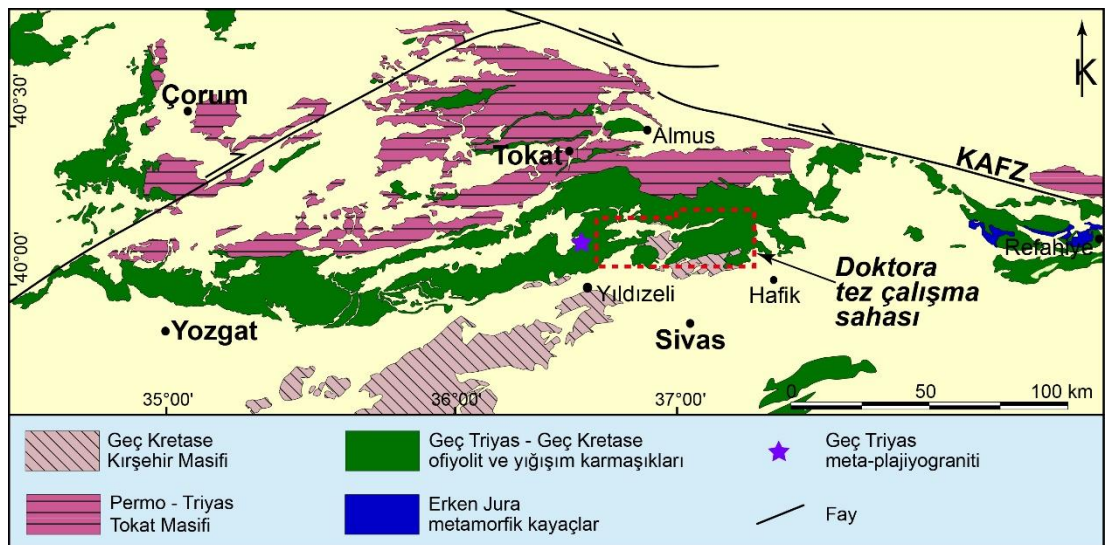 K
40°30'
40°00'
Çorum
Tokat
Almus
KAFZ
Refahiye
Yıldızeli
Hafik
Doktora
tez çalışma
sahası
Yozgat
Sivas
0 50 100 km
35°00' 36°00' 37°00'
Geç Kretase
Kırşehir Masifi
Geç Triyas - Geç Kretase
ofiyolit ve yığışım karmaşıkları
Geç Triyas
meta-plajiyograniti
Permo - Triyas
Tokat Masifi
Erken Jura
metamorfik kayaçlar
Fay